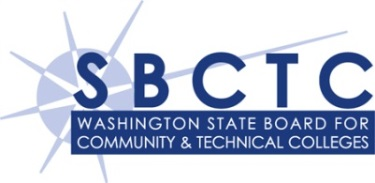 SBCTC
WASHINGTON STATE BOARD FOR
COMMUNITY & TECHNICAL COLLEGES